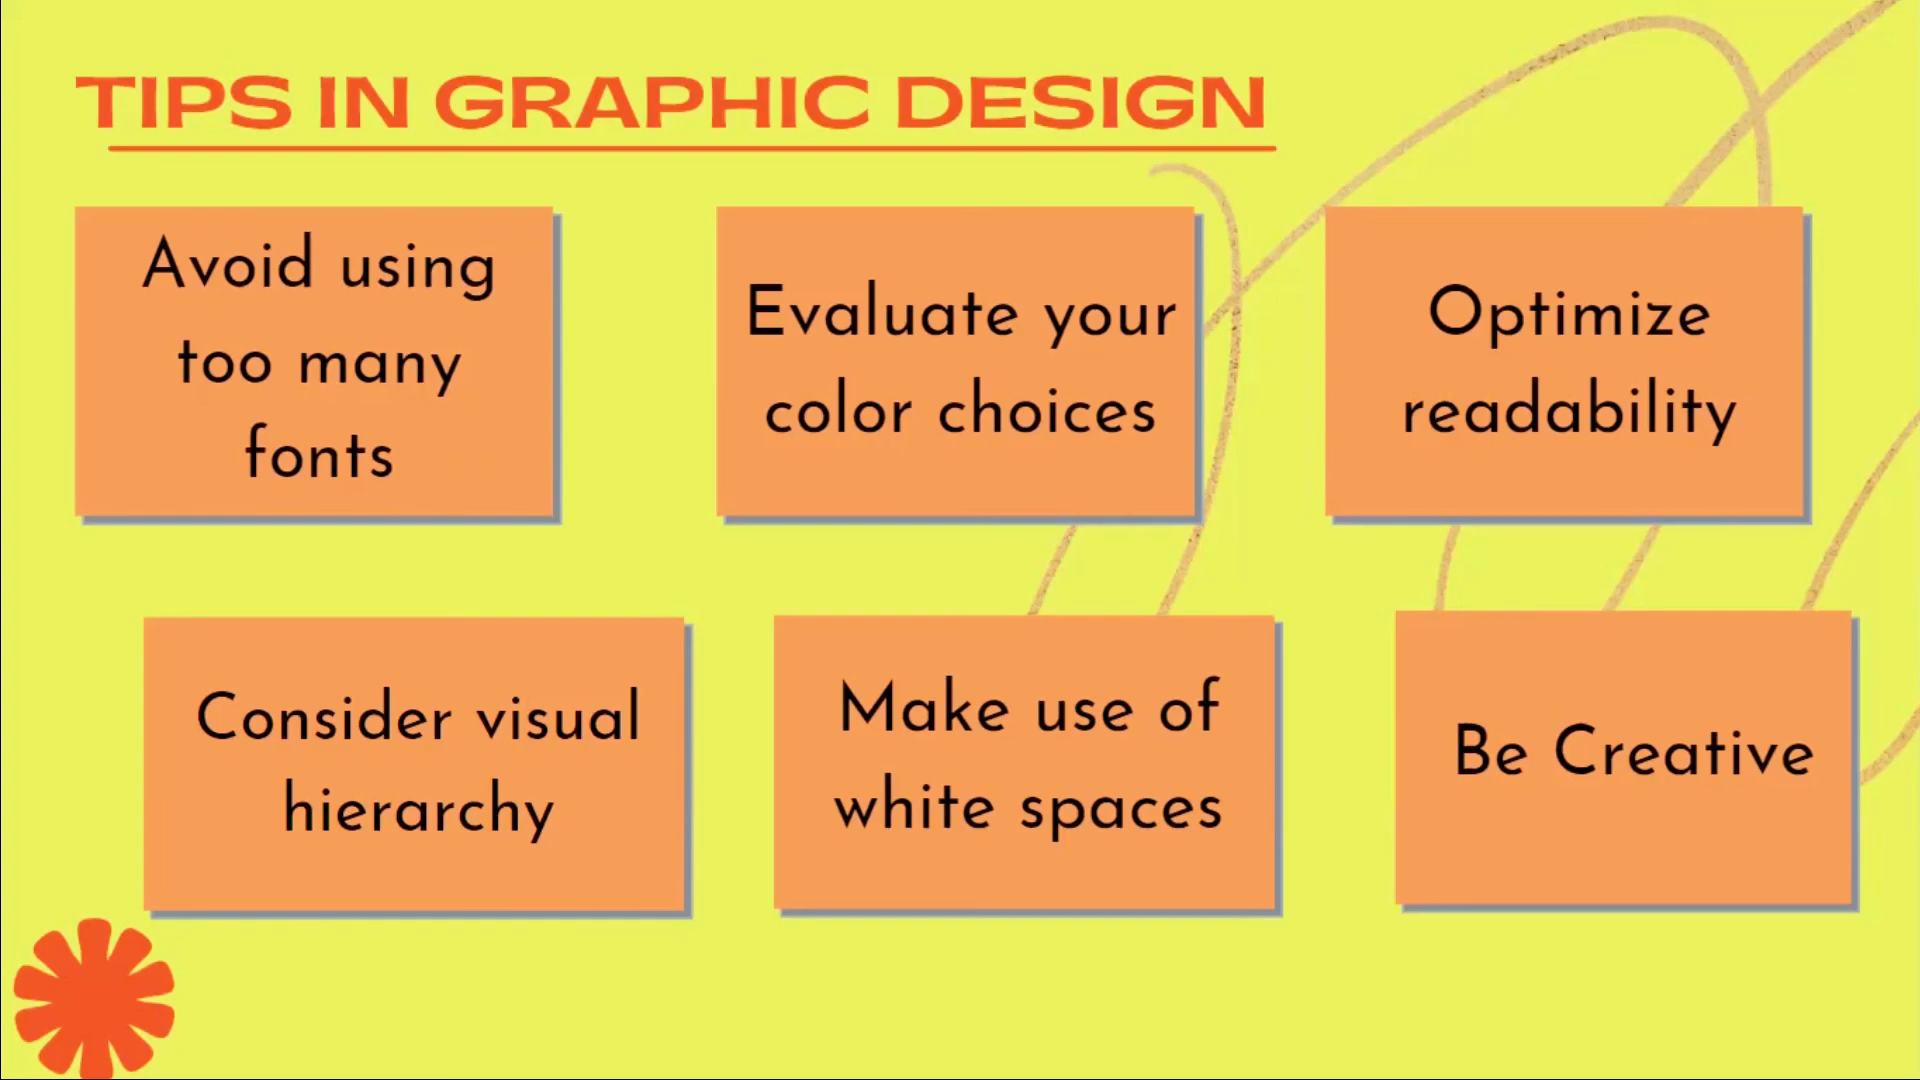 TIPS IN GRAPHIC DESIGN
Avoid using
too many
fonts
Evaluate your
color choices
Optimize
readability
Consider visual
hierarchy
Make use of
white spaces
Be Creative